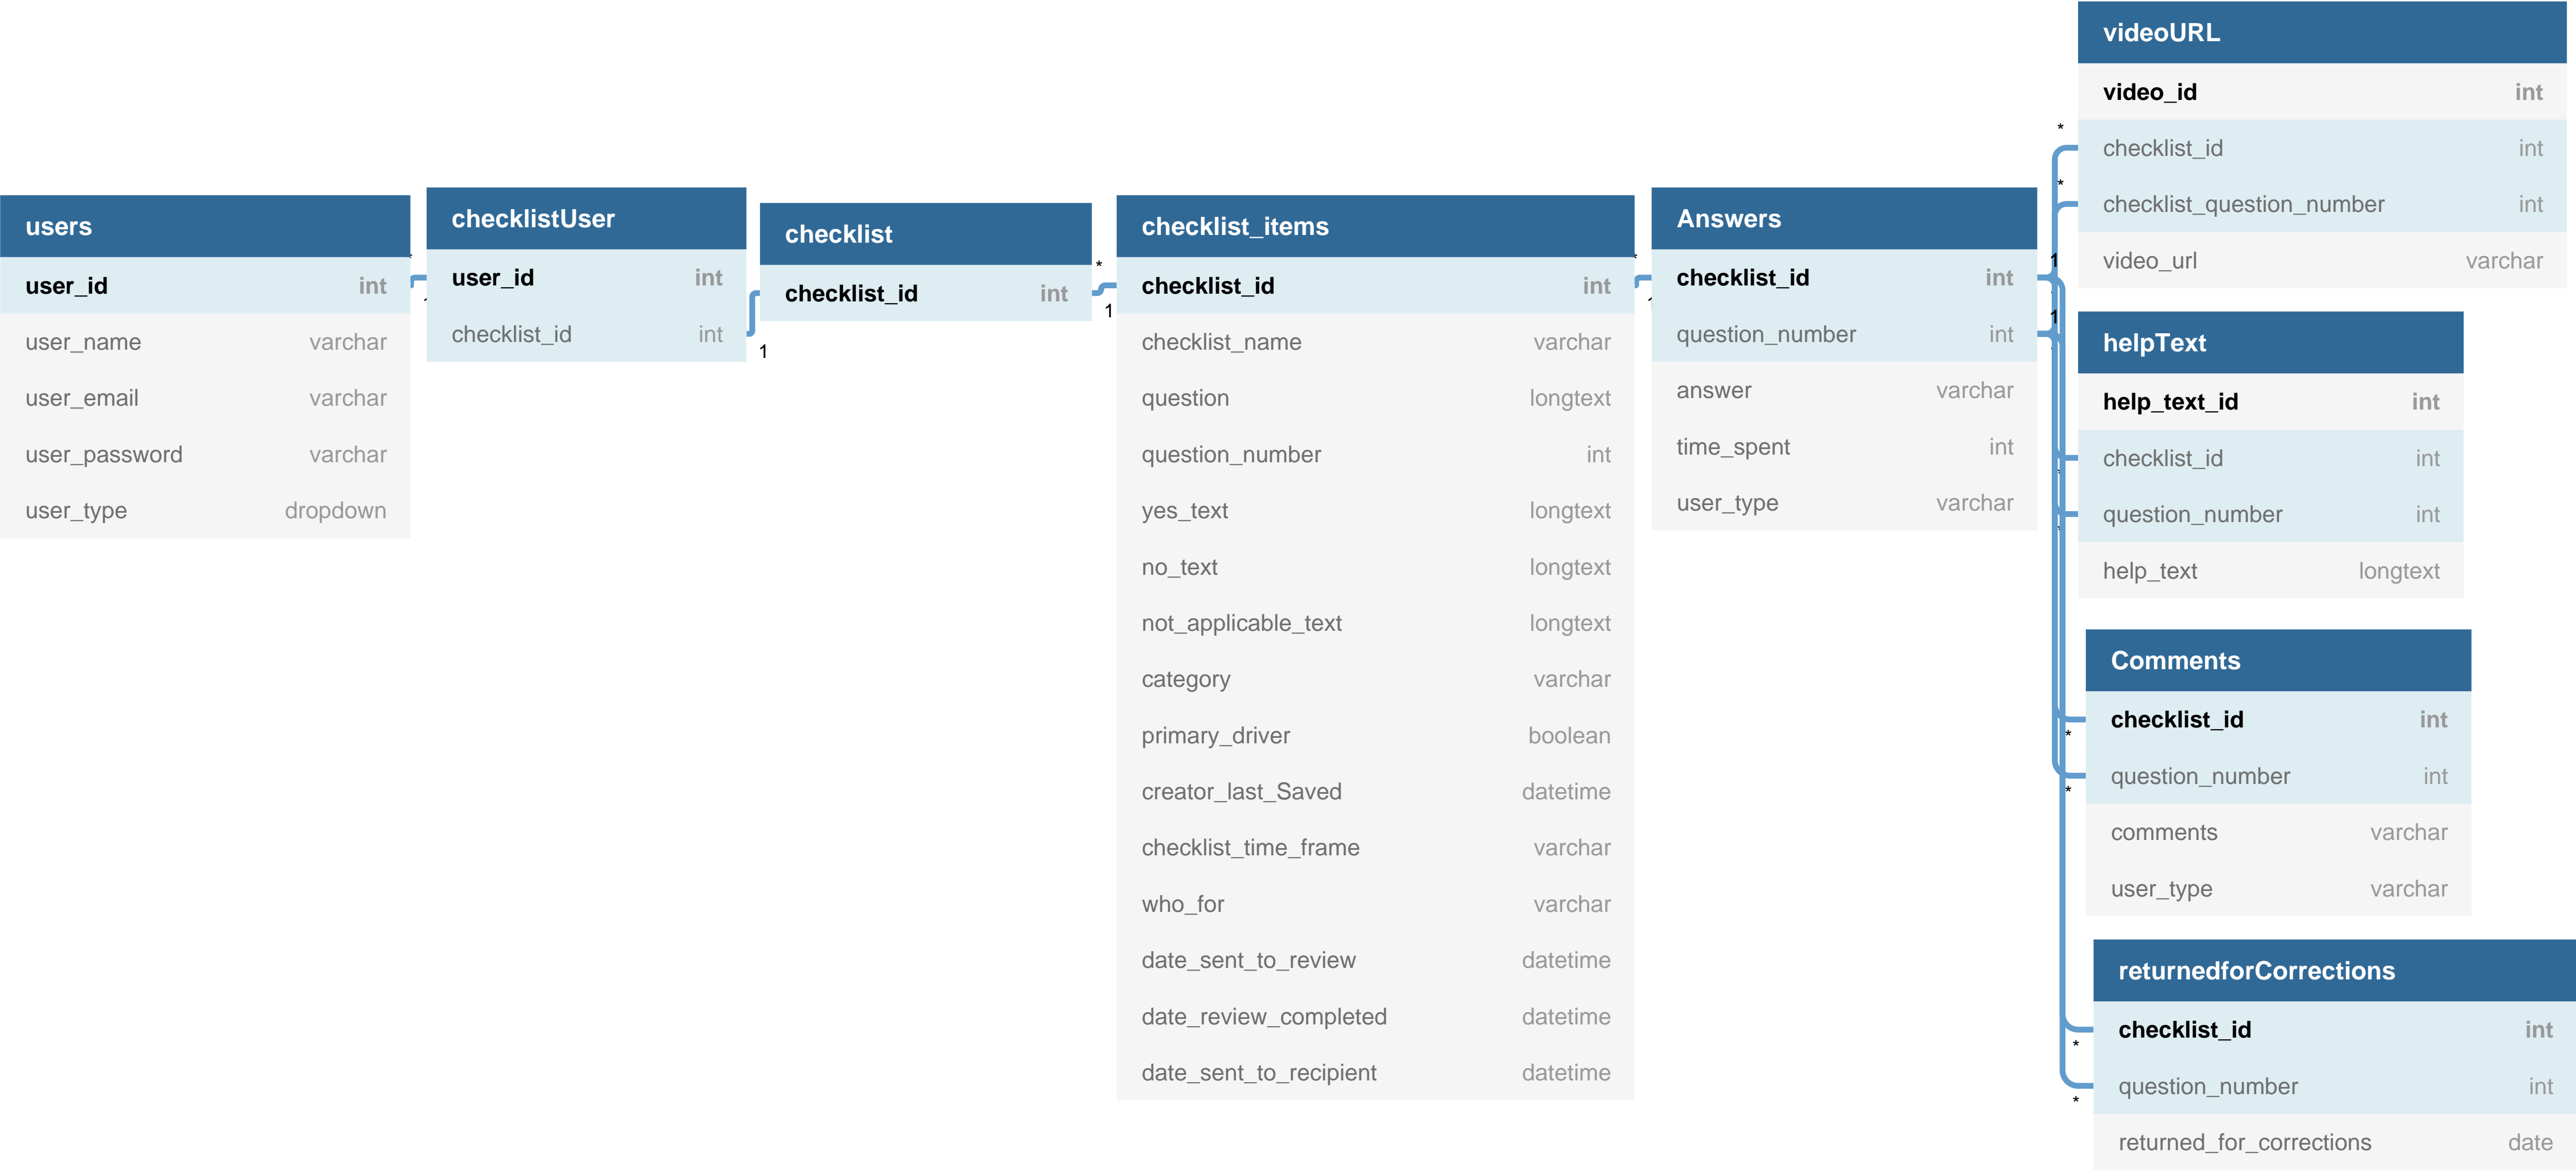 users
user_id int
user_name varchar
user_email varchar
user_password varchar
user_type dropdown
*
1
checklistUser
user_id int
checklist_id int
1
checklist
checklist_id int
*
1
checklist_items
checklist_id int
checklist_name varchar
question longtext
question_number int
yes_text longtext
no_text longtext
not_applicable_text longtext
category varchar
primary_driver boolean
creator_last_Saved datetime
checklist_time_frame varchar
who_for varchar
date_sent_to_review datetime
date_review_completed datetime
date_sent_to_recipient datetime
*
1
Answers
checklist_id int
question_number int
answer varchar
time_spent int
user_type varchar
1
1
*
*
videoURL
video_id int
checklist_id int
checklist_question_number int
video_url varchar
helpText
help_text_id int
checklist_id int
question_number int
help_text longtext
Comments
checklist_id int
*
question_number int
*
comments varchar
user_type varchar
returnedforCorrections
checklist_id int
*
question_number int
*
returned_for_corrections date